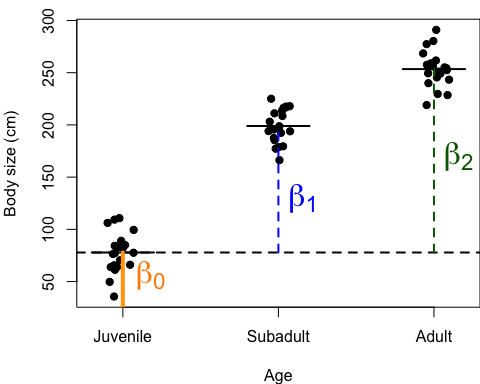 Body size (cm)
300
250
200
150
100
50
β0
β1
β2
Juvenile
Subadult
Adult
Age